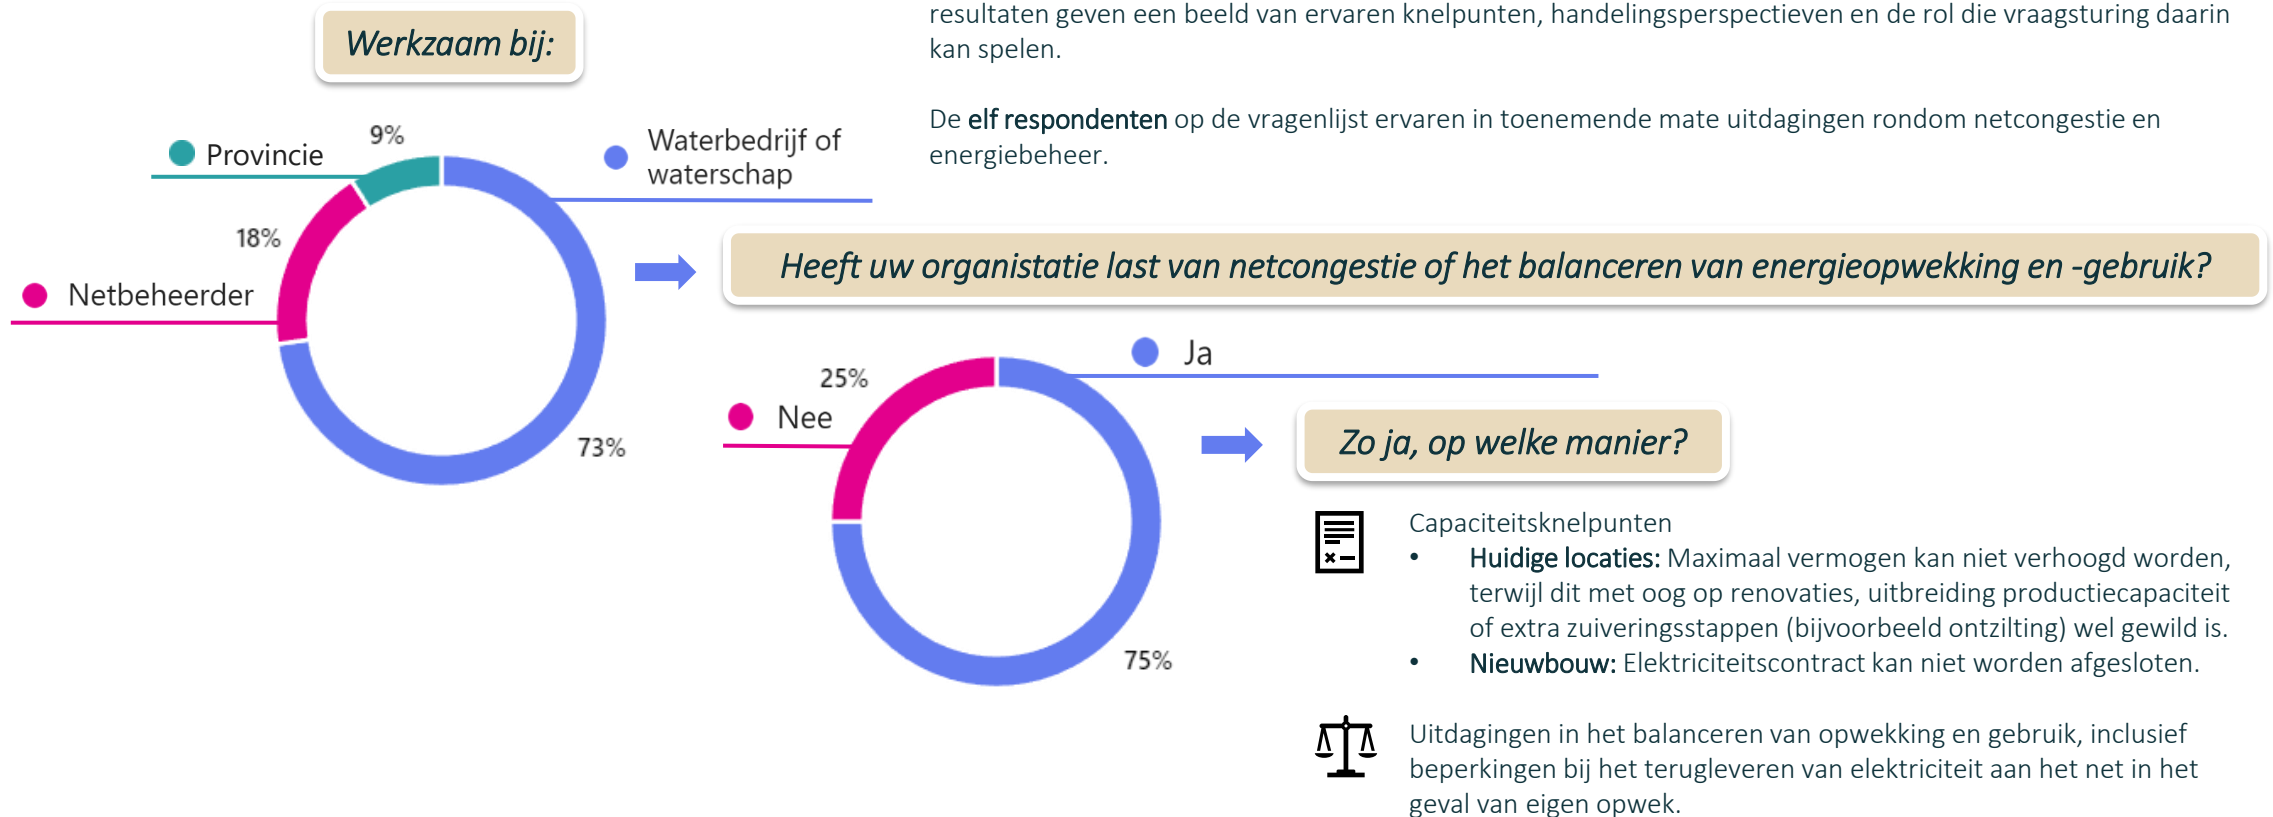 resultaten geven een beeld van ervaren knelpunten, handelingsperspectieven en de rol die vraagsturing daarin
kan spelen.
De elf respondenten op de vragenlijst ervaren in toenemende mate uitdagingen rondom netcongestie en
energiebeheer.
Werkzaam bij:
9%
Provincie
Waterbedrijf of
waterschap
18%
Netbeheerder
73%
Heeft uw organistatie last van netcongestie of het balanceren van energieopwekking en -gebruik?
Ja
25%
Nee
75%
Zo ja, op welke manier?
Capaciteitsknelpunten
• Huidige locaties: Maximaal vermogen kan niet verhoogd worden,
terwijl dit met oog op renovaties, uitbreiding productiecapaciteit
of extra zuiveringsstappen (bijvoorbeeld ontzilting) wel gewild is.
• Nieuwbouw: Elektriciteitscontract kan niet worden afgesloten.
Uitdagingen in het balanceren van opwekking en gebruik, inclusief
beperkingen bij het terugleveren van elektriciteit aan het net in het
geval van eigen opwek.